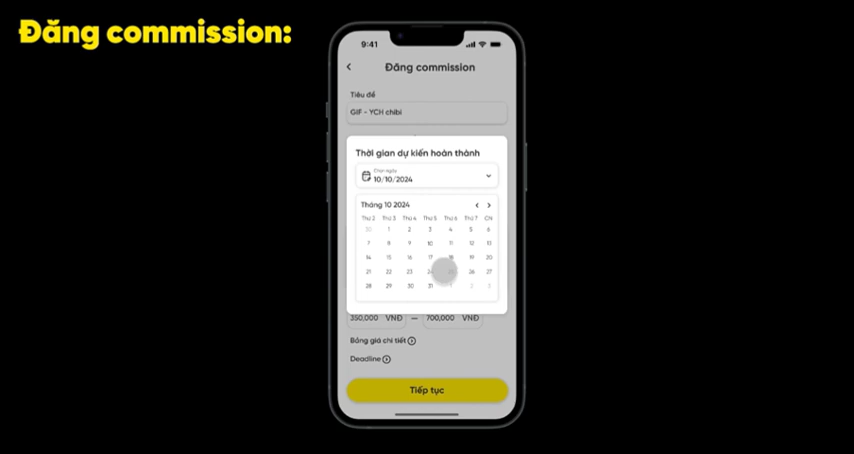 Đăng commission:
9:41
Đăng commission
Tiêu đề
GIF - YCH chibi
Thời gian dự kiến hoàn thành
Chọn ngày
10/10/2024
Tháng 10 2024
Thứ 2 Thứ 3 Thứ 4 Thứ 5 Thứ 6 Thứ 7 CN
30 1 2 3 4 5 6
7 8 9 10 11 12 13
14 15 16 17 18 19 20
21 22 23 24 25 26 27
28 29 30 31 1 2 3
350,000 VNĐ — 700,000 VNĐ
Bảng giá chi tiết
Deadline
Tiếp tục